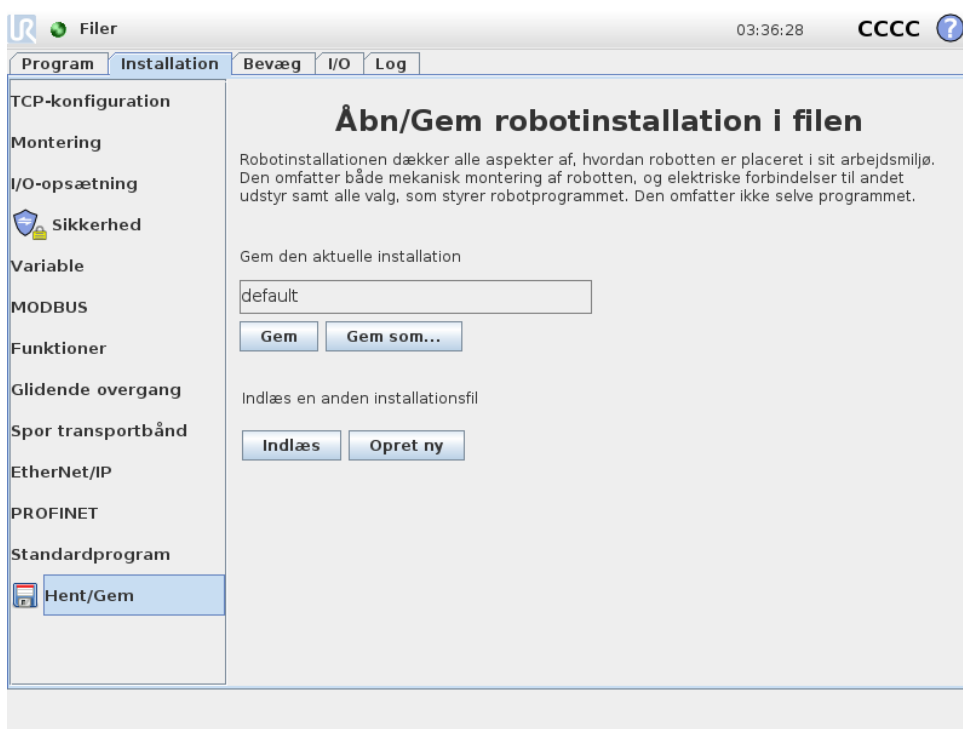 UR Filer 03:36:28 CCCC ?
Program Installation Bevæg I/O Log
TCP-konfiguration
Montering
I/O-opsætning
Sikkerhed
Variable
MODBUS
Funktioner
Glidende overgang
Spor transportbånd
EtherNet/IP
PROFINET
Standardprogram
Hent/Gem
Åbn/Gem robotinstallation i filen
Robotinstallationen dækker alle aspekter af, hvordan robotten er placeret i sit arbejdsmiljø.
Den omfatter både mekanisk montering af robotten, og elektriske forbindelser til andet
udstyr samt alle valg, som styrer robotprogrammet. Den omfatter ikke selve programmet.
Gem den aktuelle installation
default
Gem Gem som...
Indlæs en anden installationsfil
Indlæs Opret ny